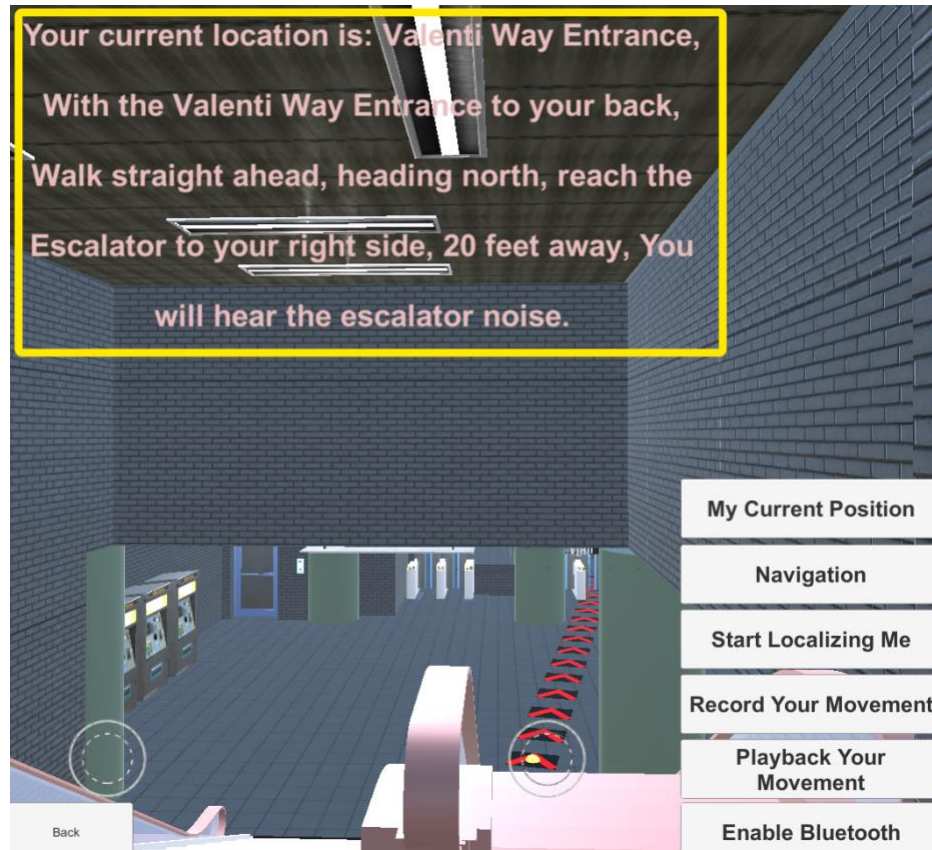 Your current location is: Valenti Way Entrance,
With the Valenti Way Entrance to your back,
Walk straight ahead, heading north, reach the
Escalator to your right side, 20 feet away, You
will hear the escalator noise.
My Current Position
Navigation
Start Localizing Me
Record Your Movement
Playback Your
Movement
Enable Bluetooth
Back